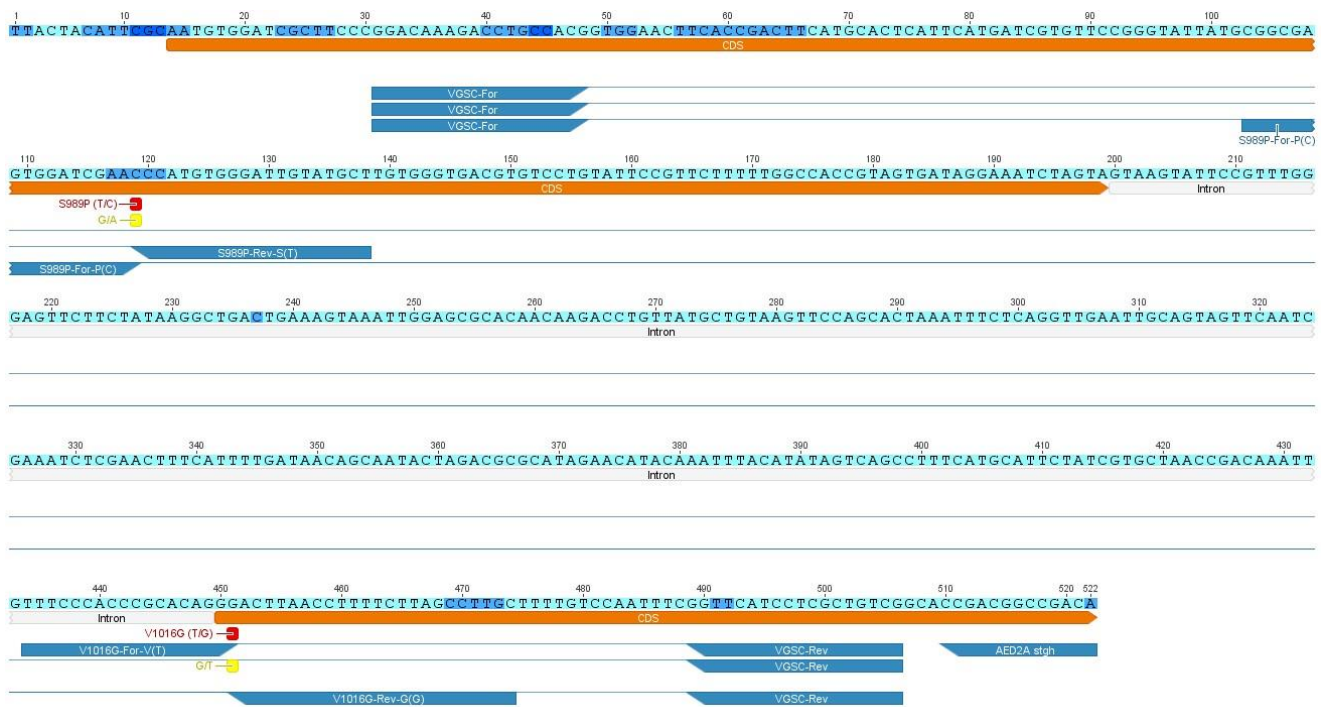 1 10 20 30 40 50 60 70 80 90 100
TTACTACATTCGCAATGTGGATCGCTTCCCGGACAAAGACCTGCCACGGTGGAACTTCACCGACTTCATGCACTCATTCATGATCGTGTTCCGGGTATTATGCGGCGA
CDS
VGSC-For
VGSC-For
VGSC-For
S989P-For-P(C)
110 120 130 140 150 160 170 180 190 200 210
GTGGATCGAACCCATGTGGGATTGTATGCTTGTGGGTGACGTGTCCTGTATTCCGTTCTTTTTGGCCACCGTAGTGATAGGAAATCTAGTAGTAAGTATTCCGTTTGG
CDS Intron
S989P (T/C)
G/A
S989P-Rev-S(T)
S989P-For-P(C)
220 230 240 250 260 270 280 290 300 310 320
GAGTTCTTCTATAAGGCTGACTGAAAGTAAATTGGAGCGCACAACAAGACCTGTTATGCTGTAAGTTCCAGCACTAAATTTCTCAGGTTGAATTGCAGTAGTTCAATC
Intron
330 340 350 360 370 380 390 400 410 420 430
GAAATCTCGAACTTTCATTTTGATAACAGCAATACTAGACGCGCATAGAACATACAAATTTACATATAGTCAGCCTTTCATGCATTCTATCGTGCTAACCGACAAATT
Intron
440 450 460 470 480 490 500 510 520 522
GTTTCCCACCCGCACAGGGACTTAACCTTTTCTTAGCCTTGCTTTTGTCCAATTTCGGTTCATCCTCGCTGTCGGCACCGACGGCCGACA
Intron CDS
V1016G (T/G)
V1016G-For-V(T) VGSC-Rev AED2A stgh
G/T VGSC-Rev
V1016G-Rev-G(G) VGSC-Rev